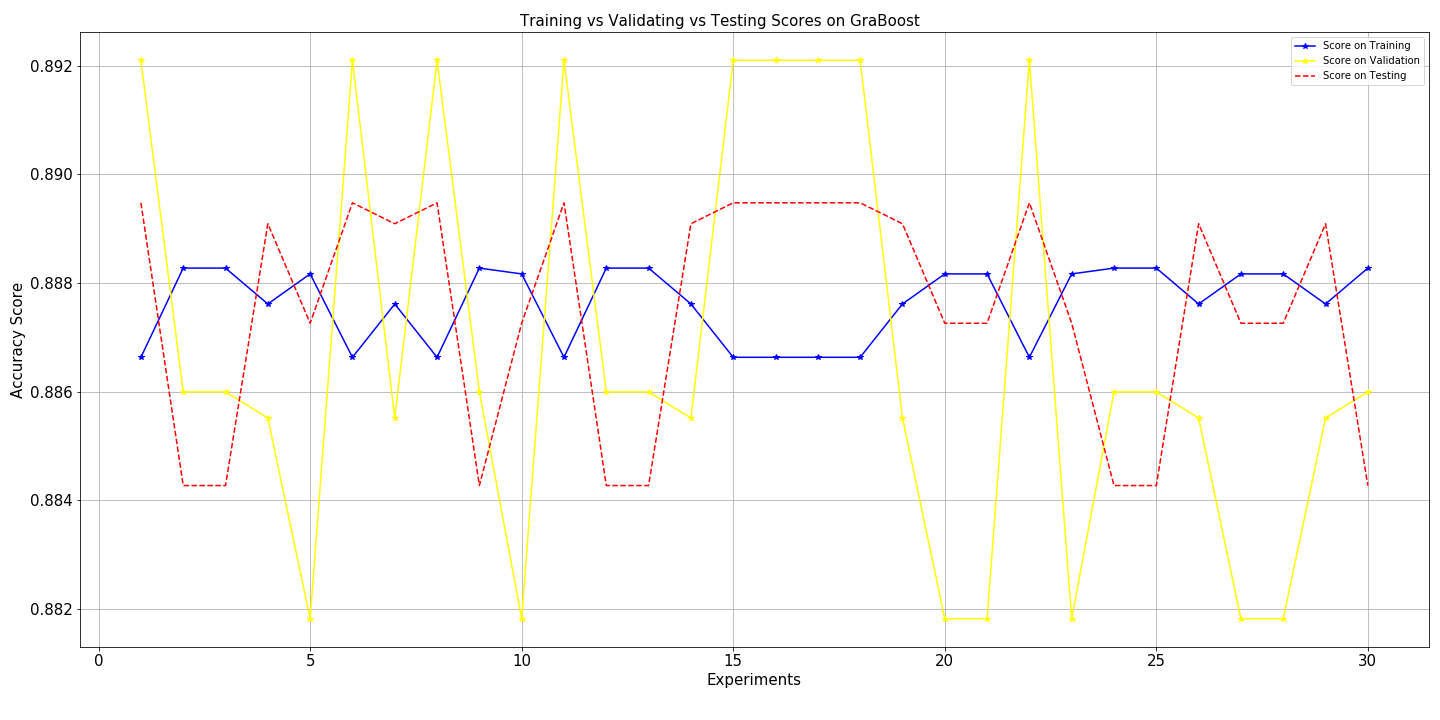 Training vs Validating vs Testing Scores on GraBoost
Score on Training
Score on Validation
Score on Testing
Accuracy Score
0.892
0.890
0.888
0.886
0.884
0.882
0 5 10 15 20 25 30
Experiments